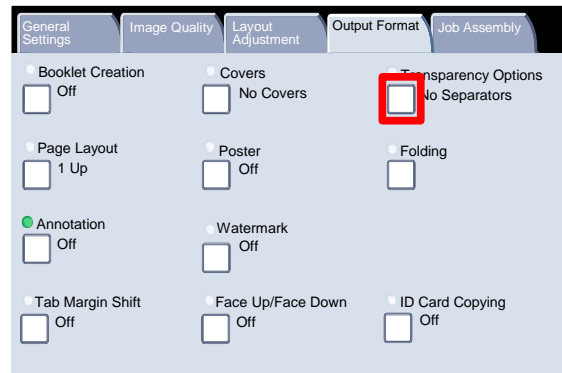 General Settings
Image Quality
Layout Adjustment
Output Format
Job Assembly
Booklet Creation
Off
Covers
No Covers
Transparency Options
No Separators
Page Layout
1 Up
Poster
Off
Folding
Annotation
Off
Watermark
Off
Tab Margin Shift
Off
Face Up/Face Down
Off
ID Card Copying
Off